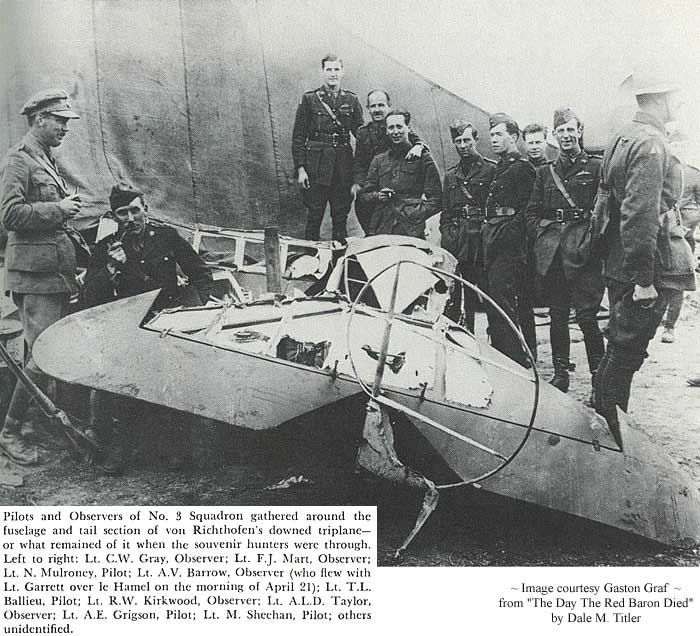 Pilots and Observers of No. 3 Squadron gathered around the
fuselage and tail section of von Richthofen's downed triplane—
or what remained of it when the souvenir hunters were through.
Left to right: Lt. C.W. Gray, Observer; Lt. F.J. Mart, Observer;
Lt. N. Mulroney, Pilot; Lt. A.V. Barrow, Observer (who flew with
Lt. Garrett over le Hamel on the morning of April 21); Lt. T.L.
Ballieu, Pilot; Lt. R.W. Kirkwood, Observer; Lt. A.L.D. Taylor,
Observer; Lt. A.E. Grigson, Pilot; Lt. M. Sheehan, Pilot; others
unidentified.
~ Image courtesy Gaston Graf ~
from "The Day The Red Baron Died"
by Dale M. Titler